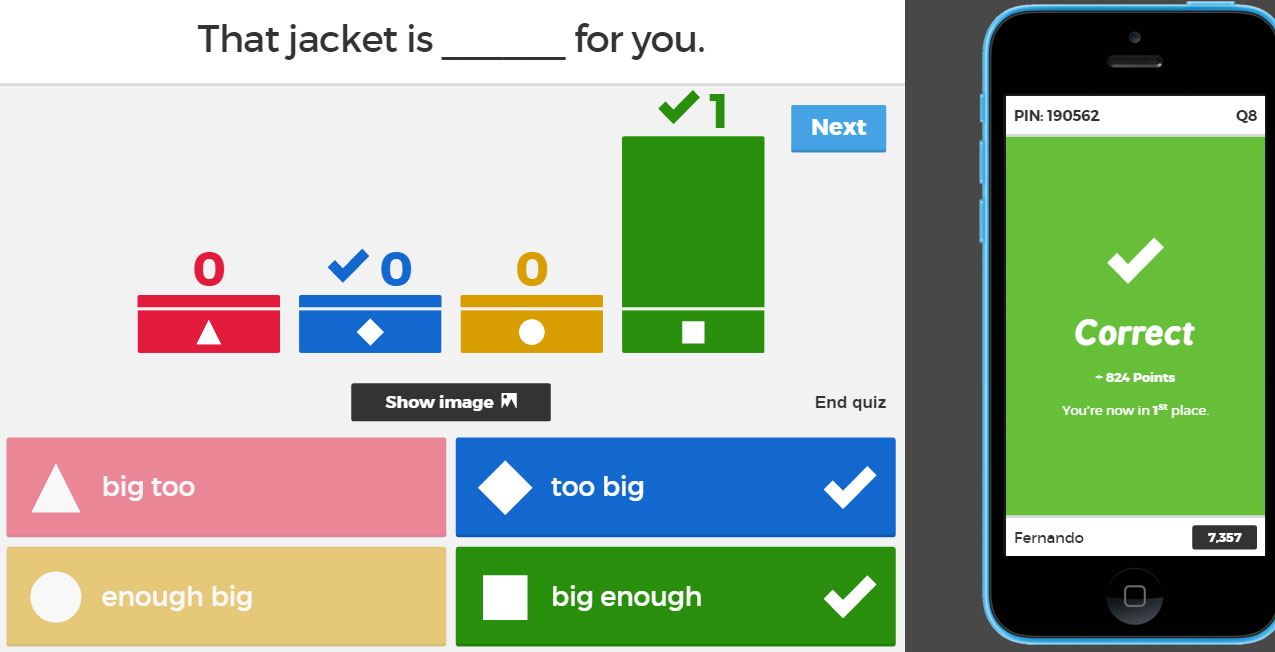 That jacket is ______ for you.
1
Next
0
0
0
Show image
End quiz
big too
too big
enough big
big enough
PIN: 190562 Q8
Correct
+ 824 Points
You're now in 1st place.
Fernando 7,357